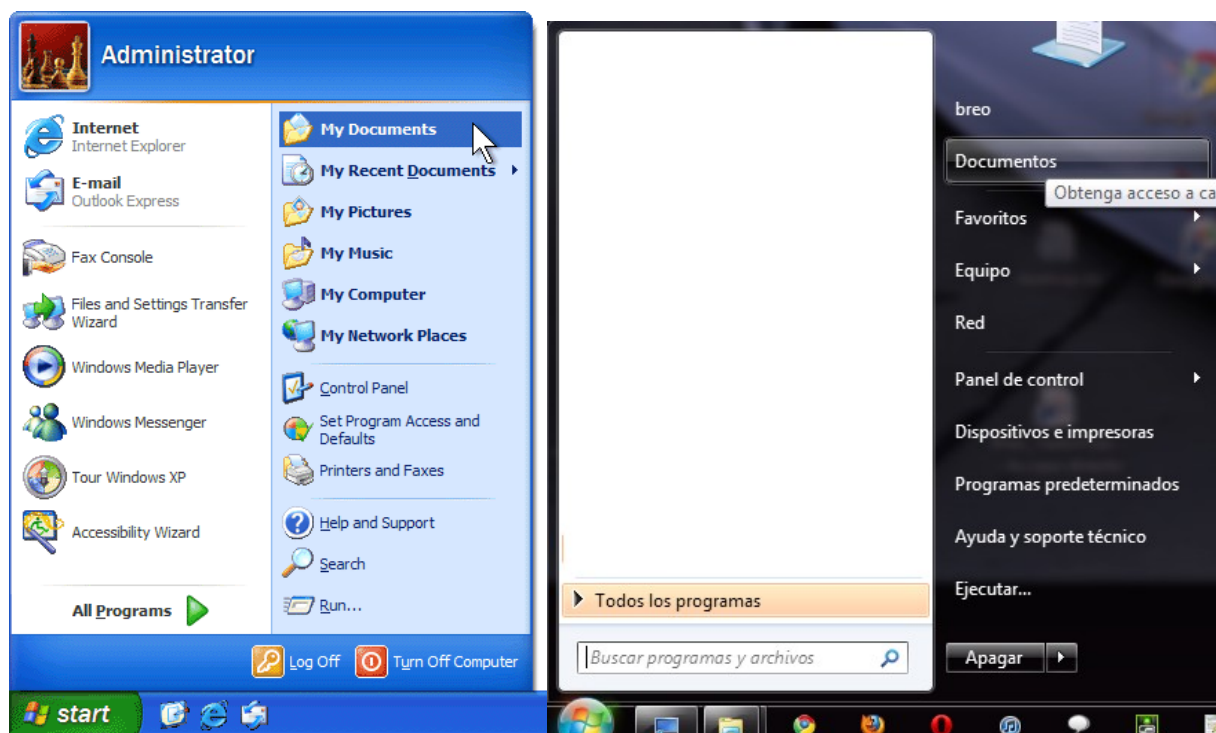 Administrator
Internet
Internet Explorer
E-mail
Outlook Express
Fax Console
Files and Settings Transfer
Wizard
Windows Media Player
Windows Messenger
Tour Windows XP
Accessibility Wizard
All Programs
My Documents
My Recent Documents
My Pictures
My Music
My Computer
My Network Places
Control Panel
Set Program Access and
Defaults
Printers and Faxes
Help and Support
Search
Run...
Log Off
Turn Off Computer
start
Todos los programas
Buscar programas y archivos
breo
Documentos
Obtenga acceso a ca
Favoritos
Equipo
Red
Panel de control
Dispositivos e impresoras
Programas predeterminados
Ayuda y soporte técnico
Ejecutar...
Apagar